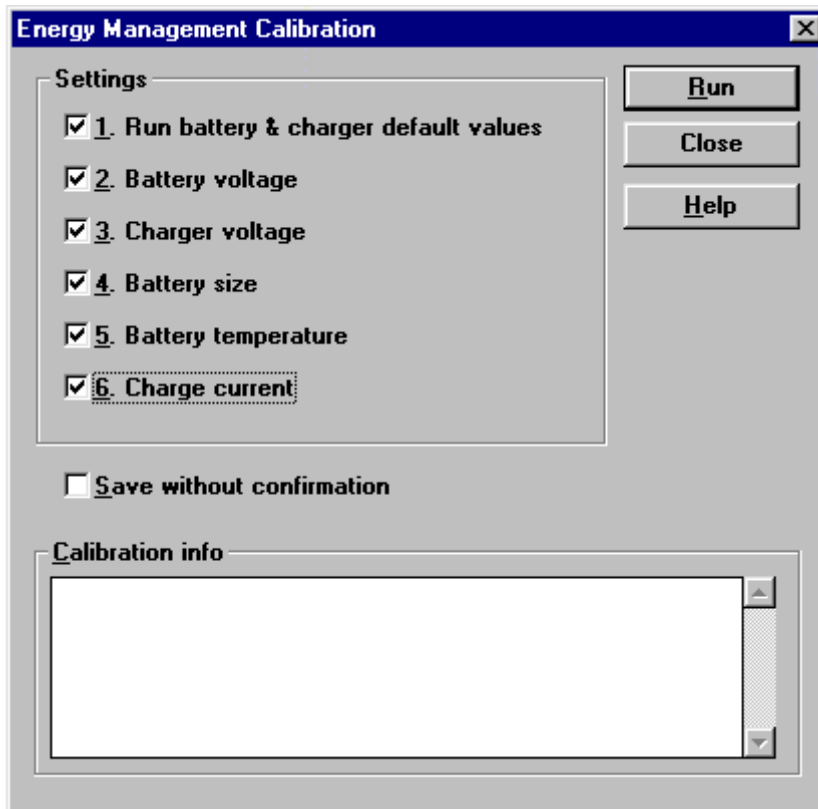 Energy Management Calibration
Settings
1. Run battery & charger default values
2. Battery voltage
3. Charger voltage
4. Battery size
5. Battery temperature
6. Charge current
Run
Close
Help
Save without confirmation
Calibration info